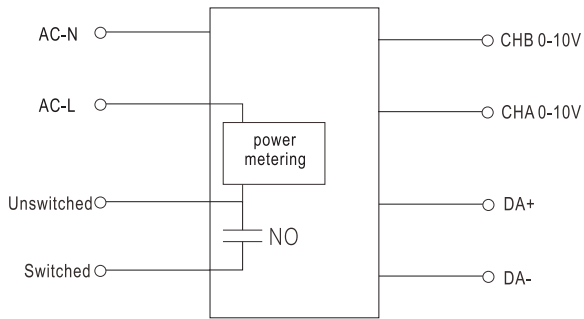 AC-N
AC-L
Unswitched
Switched
power
metering
NO
CHB 0-10V
CHA 0-10V
DA+
DA-